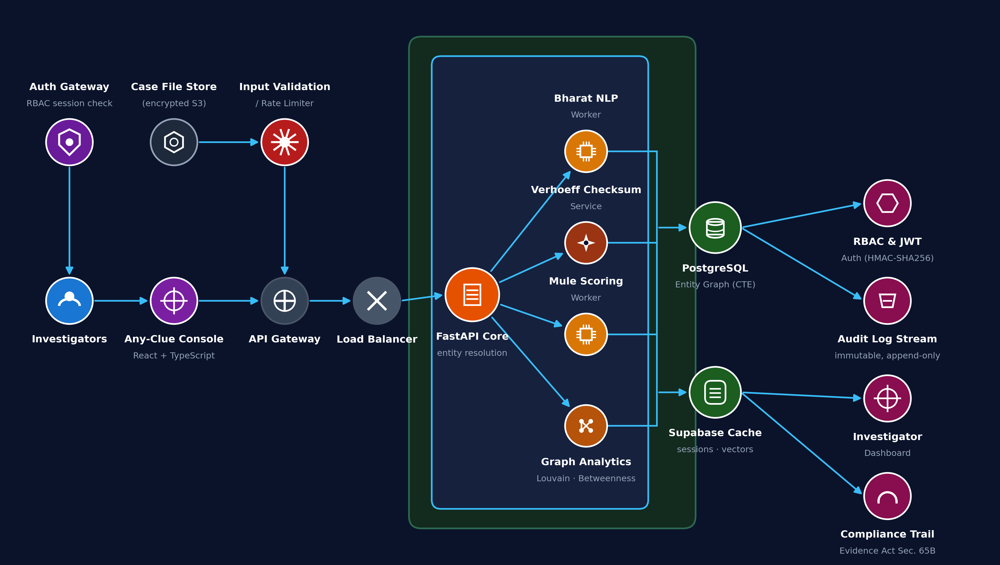 Auth Gateway
RBAC session check
Case File Store
(encrypted S3)
Input Validation
/ Rate Limiter
Investigators
Any-Clue Console
React + TypeScript
API Gateway
Load Balancer
FastAPI Core
entity resolution
Bharat NLP
Worker
Verhoeff Checksum
Service
Mule Scoring
Worker
Graph Analytics
Louvain · Betweenness
PostgreSQL
Entity Graph (CTE)
Supabase Cache
sessions · vectors
RBAC & JWT
Auth (HMAC-SHA256)
Audit Log Stream
immutable, append-only
Investigator
Dashboard
Compliance Trail
Evidence Act Sec. 65B